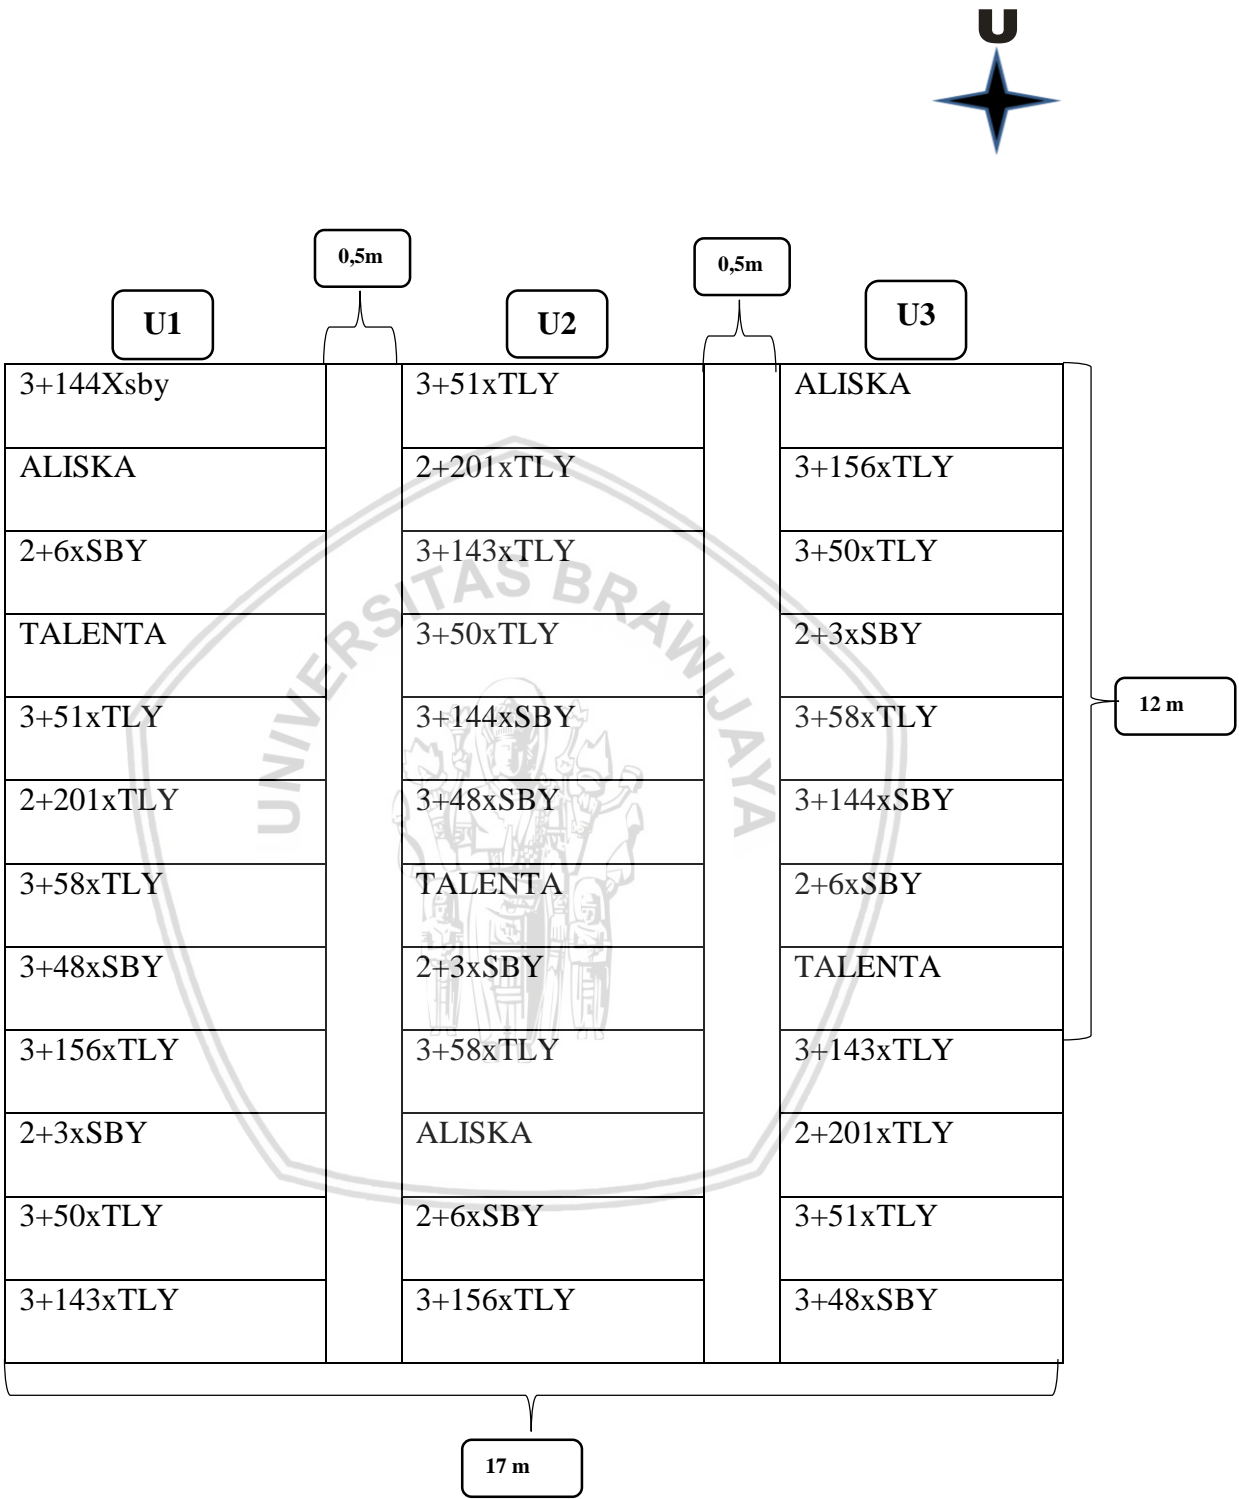 U
0,5m
0,5m
U1
U2
U3
3+144Xsby
3+51xTLY
ALISKA
ALISKA
2+201xTLY
3+156xTLY
2+6xSBY
3+143xTLY
3+50xTLY
TALENTA
3+50xTLY
2+3xSBY
3+51xTLY
3+144xSBY
3+58xTLY
12 m
2+201xTLY
3+48xSBY
3+144xSBY
3+58xTLY
TALENTA
2+6xSBY
3+48xSBY
2+3xSBY
TALENTA
3+156xTLY
3+58xTLY
3+143xTLY
2+3xSBY
ALISKA
2+201xTLY
3+50xTLY
2+6xSBY
3+51xTLY
3+143xTLY
3+156xTLY
3+48xSBY
17 m
UNIVERSITAS BRAWIJAYA